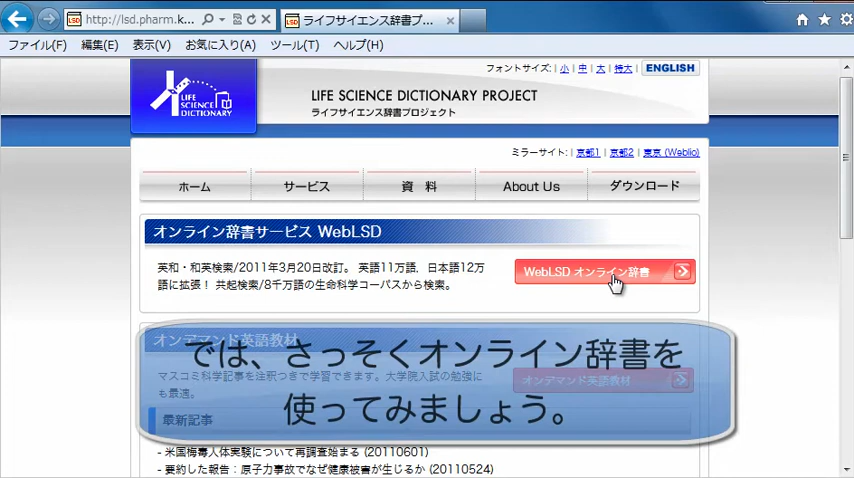 http://lsd.pharm.k...
ライフサイエンス辞書プ...
ファイル(F) 編集(E) 表示(V) お気に入り(A) ツール(T) ヘルプ(H)
フォントサイズ: | 小 | 中 | 大 | 特大 | ENGLISH
LIFE SCIENCE DICTIONARY
LIFE SCIENCE DICTIONARY PROJECT
ライフサイエンス辞書プロジェクト
ミラーサイト: | 京都1 | 京都2 | 東京 (Weblio)
ホーム サービス 資 料 About Us ダウンロード
オンライン辞書サービス WebLSD
英和・和英検索/2011年3月20日改訂。 英語11万語, 日本語12万
語に拡張！ 共起検索/8千万語の生命科学コーパスから検索。
WebLSD オンライン辞書
オンデマンド英語教材
では、さっそくオンライン辞書を
使ってみましょう。
マスコミ科学記事を注釈つきで学習できます。大学院入試の勉強に
も最適。
オンデマンド英語教材
最新記事
- 米国梅毒人体実験について再調査始まる (20110601)
- 要約した報告：原子力事故でなぜ健康被害が生じるか (20110524)